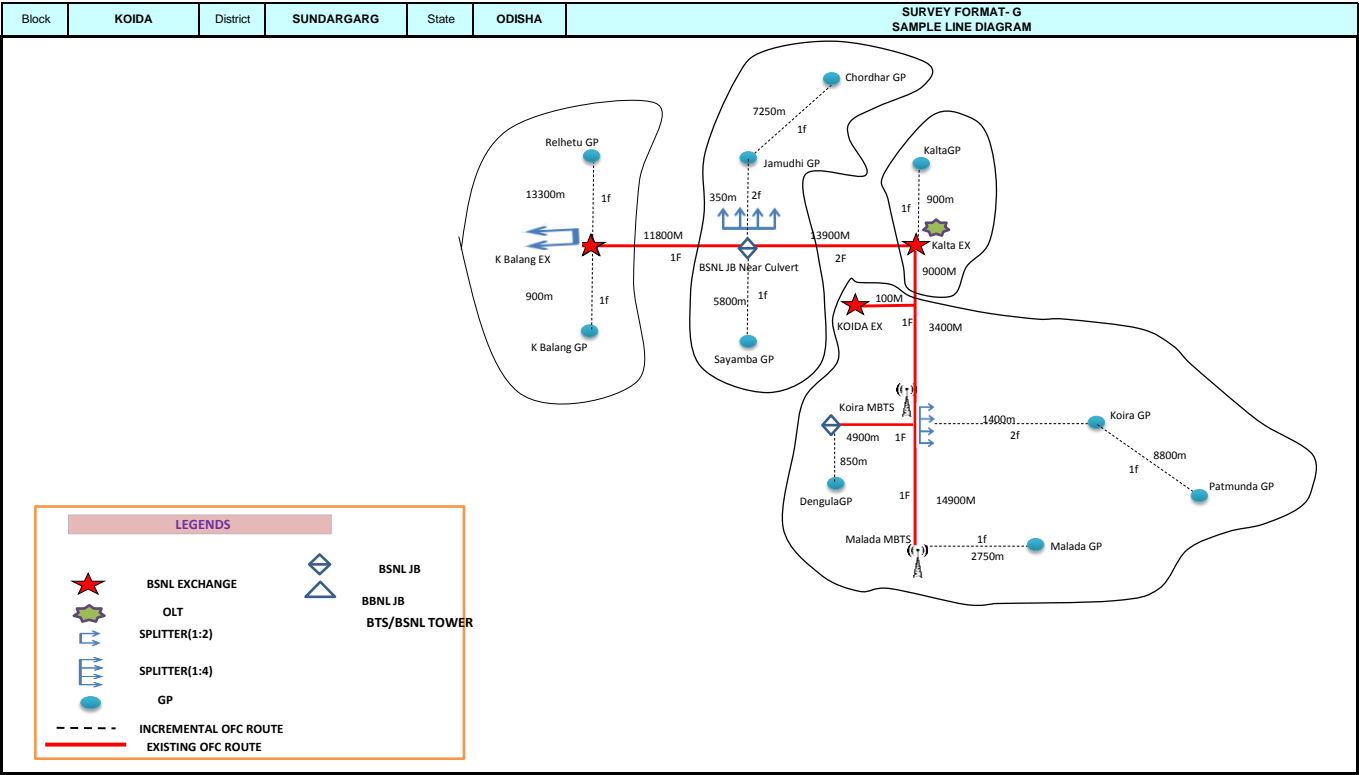 Block KOIDA District SUNDARGARG State ODISHA SURVEY FORMAT- G
SAMPLE LINE DIAGRAM
Chordhar GP
7250m
1f
Relhetu GP
Jamudhi GP
KaltaGP
13300m
1f
350m
2f
1f
900m
11800M
13900M
Kalta EX
K Balang EX
1F
BSNL JB Near Culvert
2F
9000M
900m
1f
5800m
1f
100M
KOIDA EX
1F
3400M
K Balang GP
Sayamba GP
Koira MBTS
1400m
Koira GP
4900m
1F
2f
850m
8800m
1f
DengulaGP
1F
14900M
Patmunda GP
Malada MBTS
1f
Malada GP
2750m
LEGENDS
BSNL EXCHANGE
BSNL JB
OLT
BBNL JB
BTS/BSNL TOWER
SPLITTER(1:2)
SPLITTER(1:4)
GP
INCREMENTAL OFC ROUTE
EXISTING OFC ROUTE